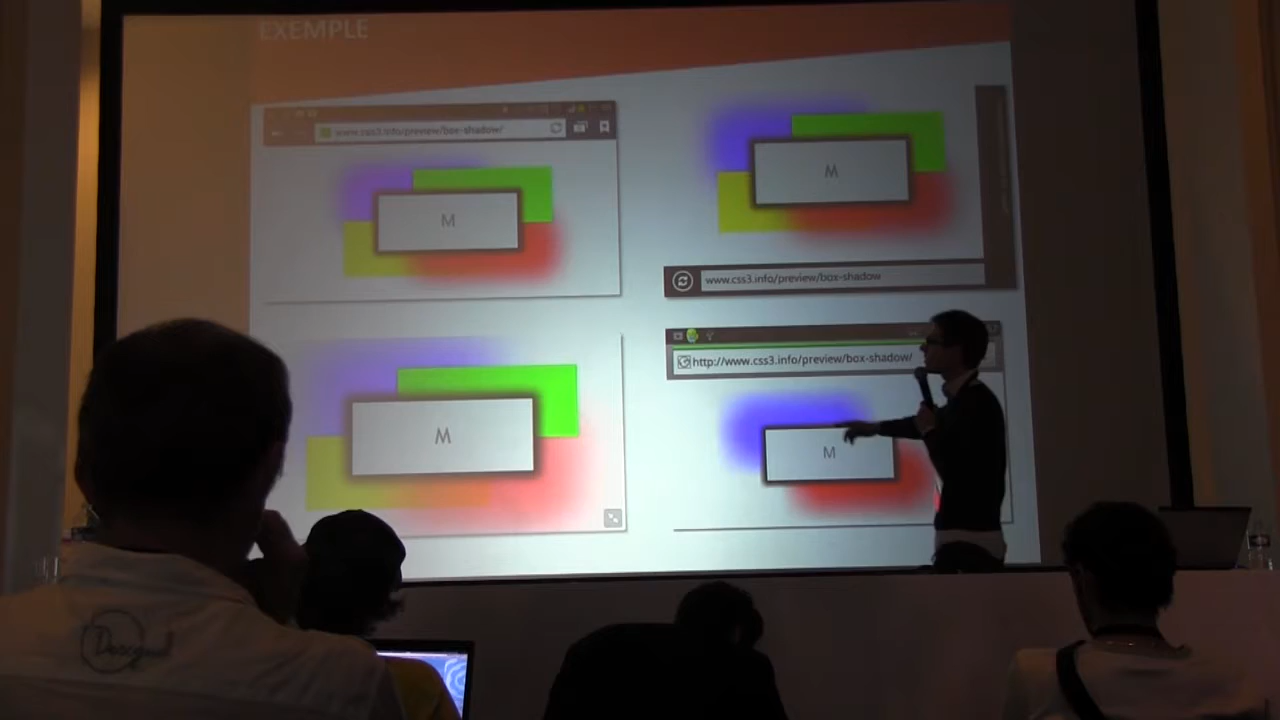 EXEMPLE
www.css3.info/preview/box-shadow/
M
M
www.css3.info/preview/box-shadow
M
http://www.css3.info/preview/box-shadow/
M